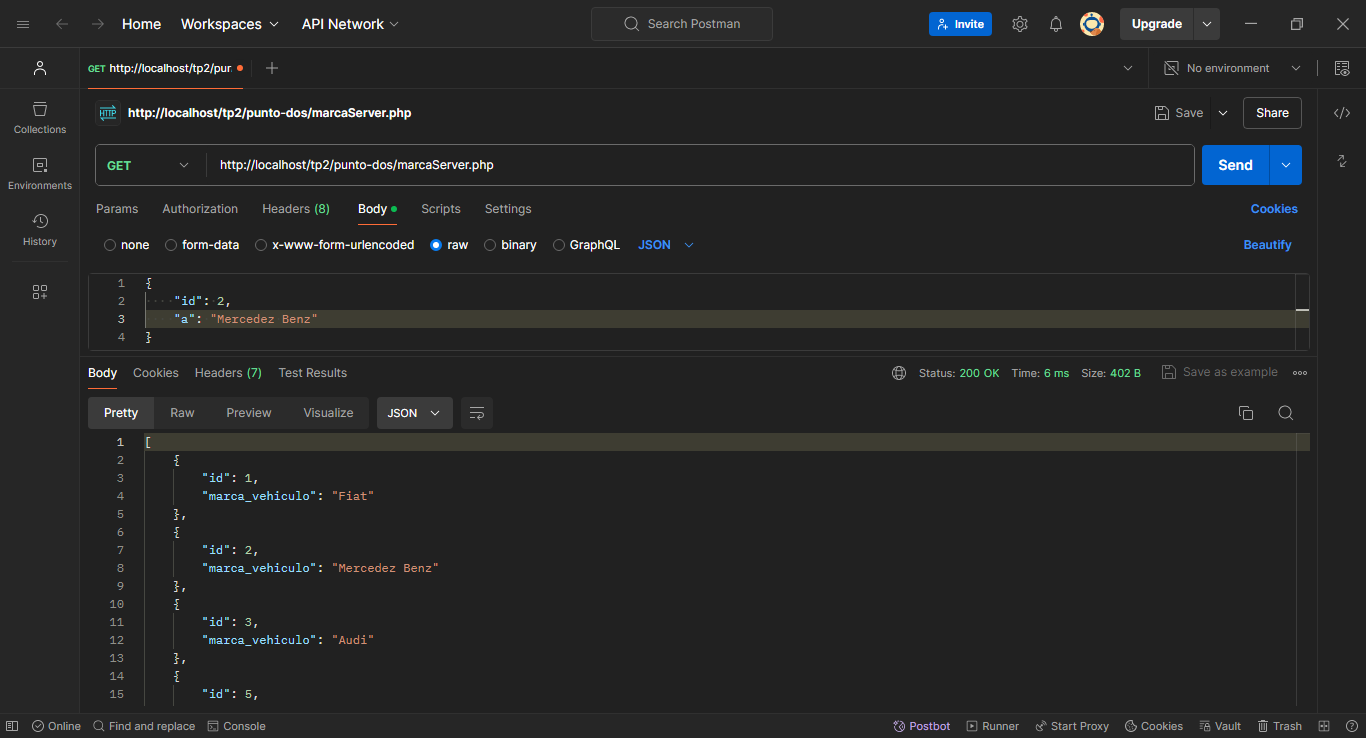 Home Workspaces API Network Search Postman Invite Upgrade
GET http://localhost/tp2/pur. No environment
Collections
Environments
History
http://localhost/tp2/punto-dos/marcaServer.php Save Share
GET http://localhost/tp2/punto-dos/marcaServer.php Send
Params Authorization Headers (8) Body Scripts Settings Cookies
none form-data x-www-form-urlencoded raw binary GraphQL JSON Beautify
1 {
2 "id": 2,
3 "a": "Mercedez Benz"
4 }
Body Cookies Headers (7) Test Results Status: 200 OK Time: 6 ms Size: 402 B Save as example
Pretty Raw Preview Visualize JSON
1 [
2 {
3 "id": 1,
4 "marca_vehiculo": "Fiat"
5 },
6 {
7 "id": 2,
8 "marca_vehiculo": "Mercedez Benz"
9 },
10 {
11 "id": 3,
12 "marca_vehiculo": "Audi"
13 },
14 {
15 "id": 5,
Online Find and replace Console Postbot Runner Start Proxy Cookies Vault Trash